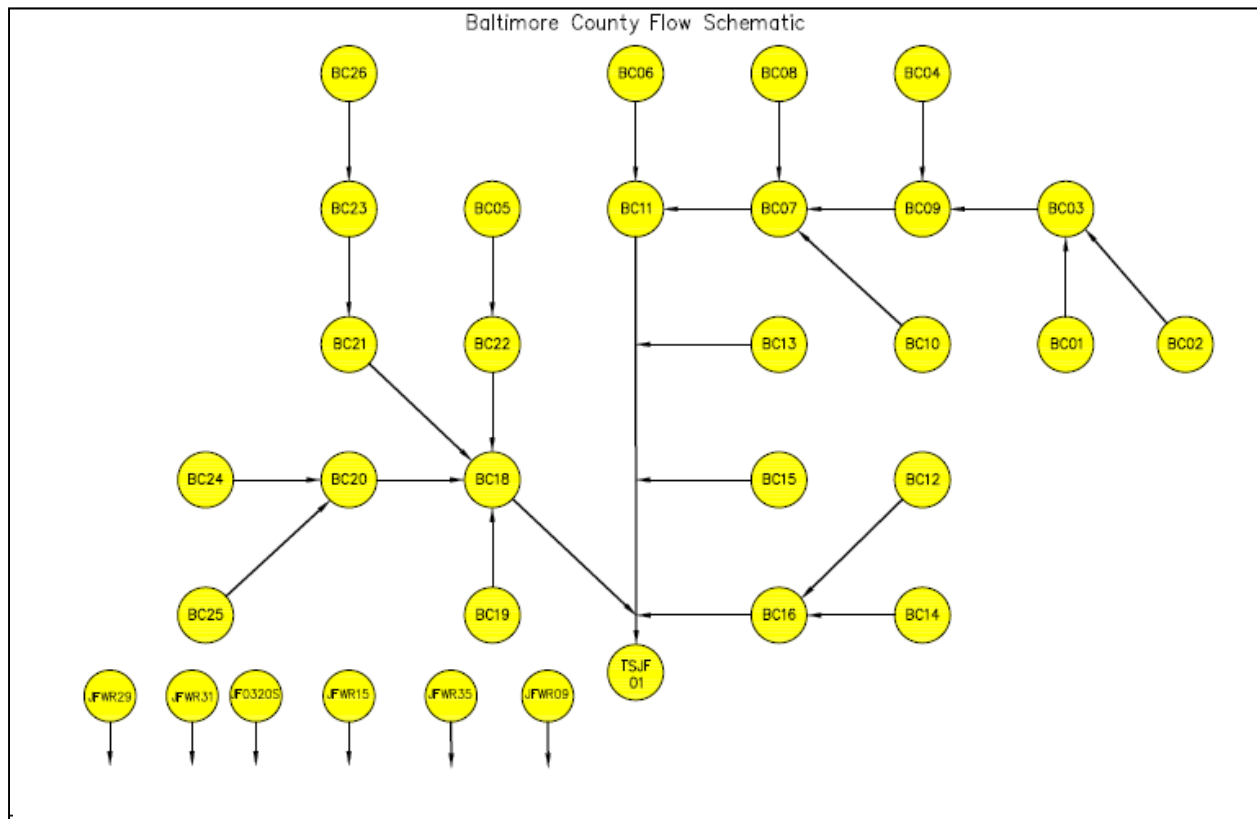 Baltimore County Flow Schematic
BC26
BC06
BC08
BC04
BC23
BC05
BC11
BC07
BC09
BC03
BC21
BC22
BC13
BC10
BC01
BC02
BC24
BC20
BC18
BC15
BC12
BC25
BC19
BC16
BC14
TSJF
01
JFWR29
JFWR31
JF0320S
JFWR15
JFWR35
JFWR09